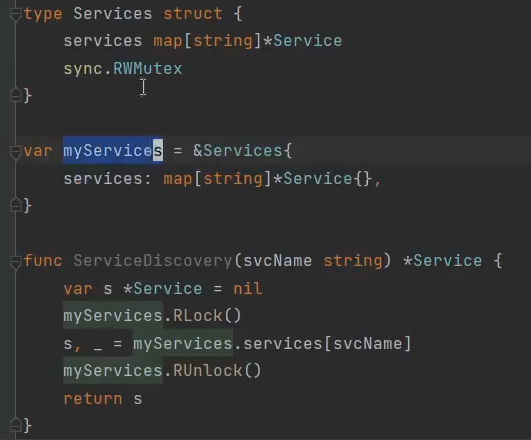 type Services struct {
    services map[string]*Service
    sync.RWMutex
}
var myServices = &Services{
    services: map[string]*Service{},
}
func ServiceDiscovery(svcName string) *Service {
    var s *Service = nil
    myServices.RLock()
    s, _ = myServices.services[svcName]
    myServices.RUnlock()
    return s
}